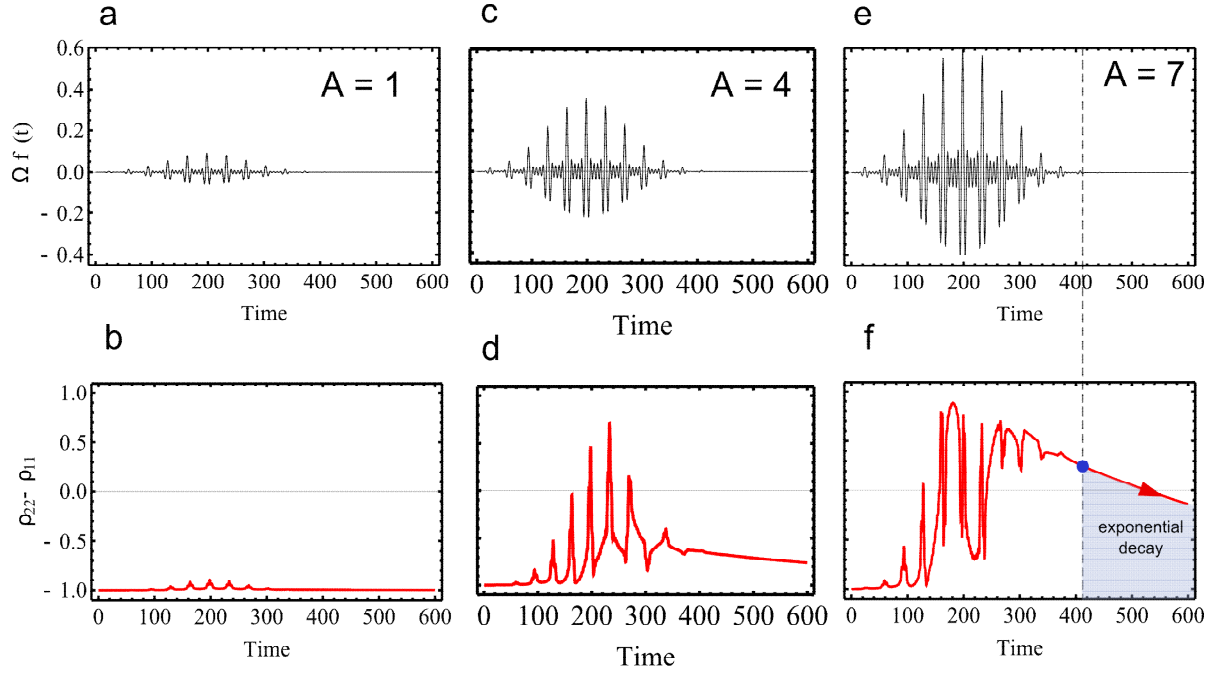 a
c
e
0.6
0.4
0.2
0.0
- 0.2
- 0.4
Ω f (t)
A = 1
A = 4
A = 7
0 100 200 300 400 500 600
Time
0 100 200 300 400 500 600
Time
0 100 200 300 400 500 600
Time
b
d
f
1.0
0.5
0.0
- 0.5
- 1.0
ρ22- ρ11
exponential
decay
0 100 200 300 400 500 600
Time
0 100 200 300 400 500 600
Time
0 100 200 300 400 500 600
Time